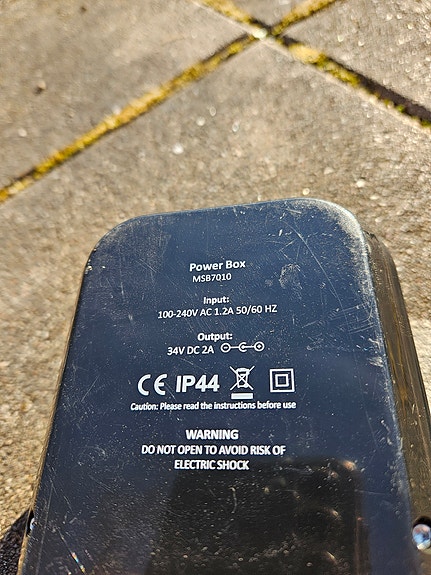 Power Box
MSB7010
Input:
100-240V AC 1.2A 50/60 HZ
Output:
34V DC 2A
CE IP44
Caution: Please read the instructions before use
WARNING
DO NOT OPEN TO AVOID RISK OF
ELECTRIC SHOCK